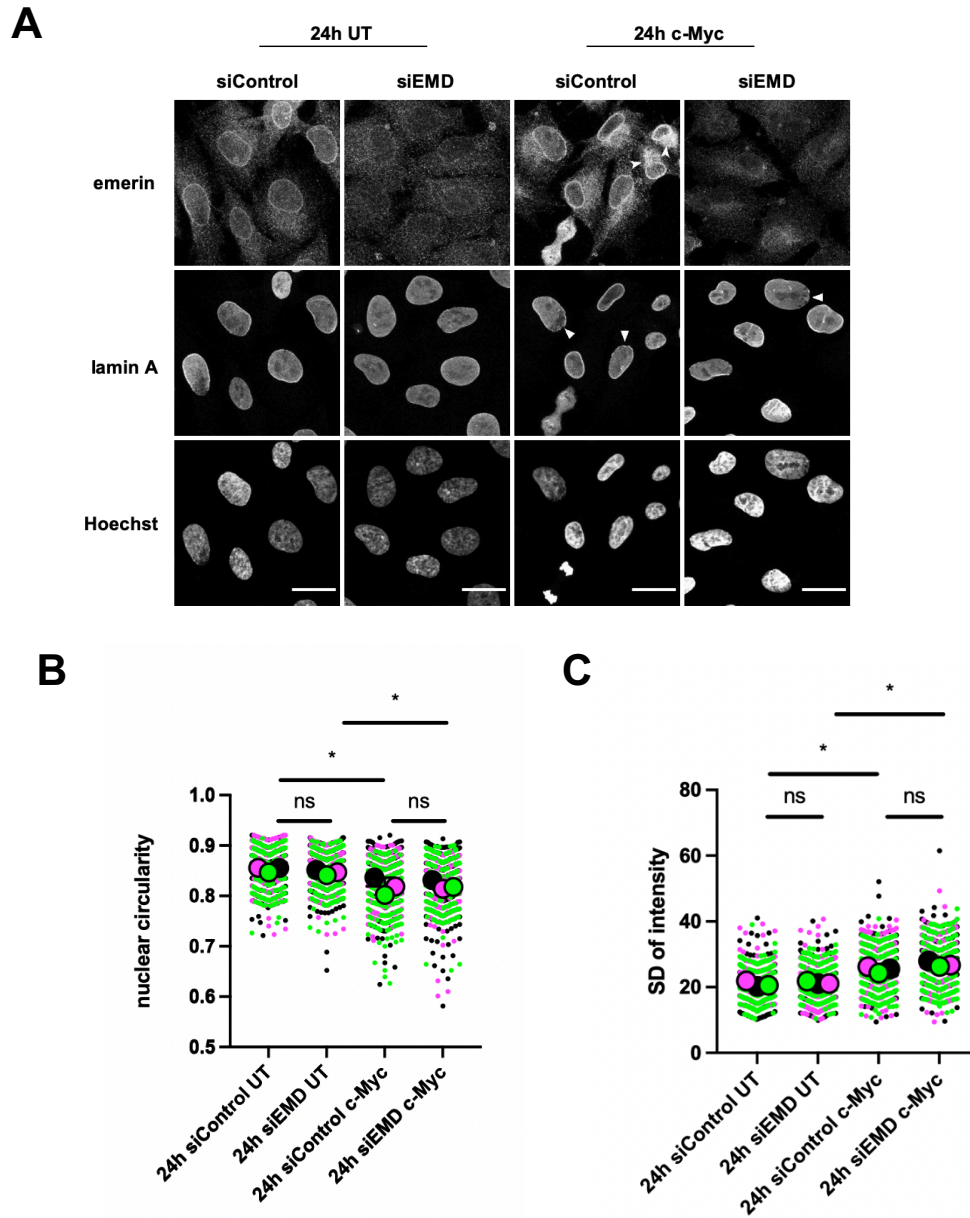 A
24h UT 24h c-Myc
siControl siEMD siControl siEMD
emerin
lamin A
Hoechst
B
*
*
ns ns
1.0
0.9
0.8
0.7
0.6
0.5
nuclear circularity
24h siControl UT
24h siEMD UT
24h siControl c-Myc
24h siEMD c-Myc
C
*
*
ns ns
80
60
40
20
0
SD of intensity
24h siControl UT
24h siEMD UT
24h siControl c-Myc
24h siEMD c-Myc